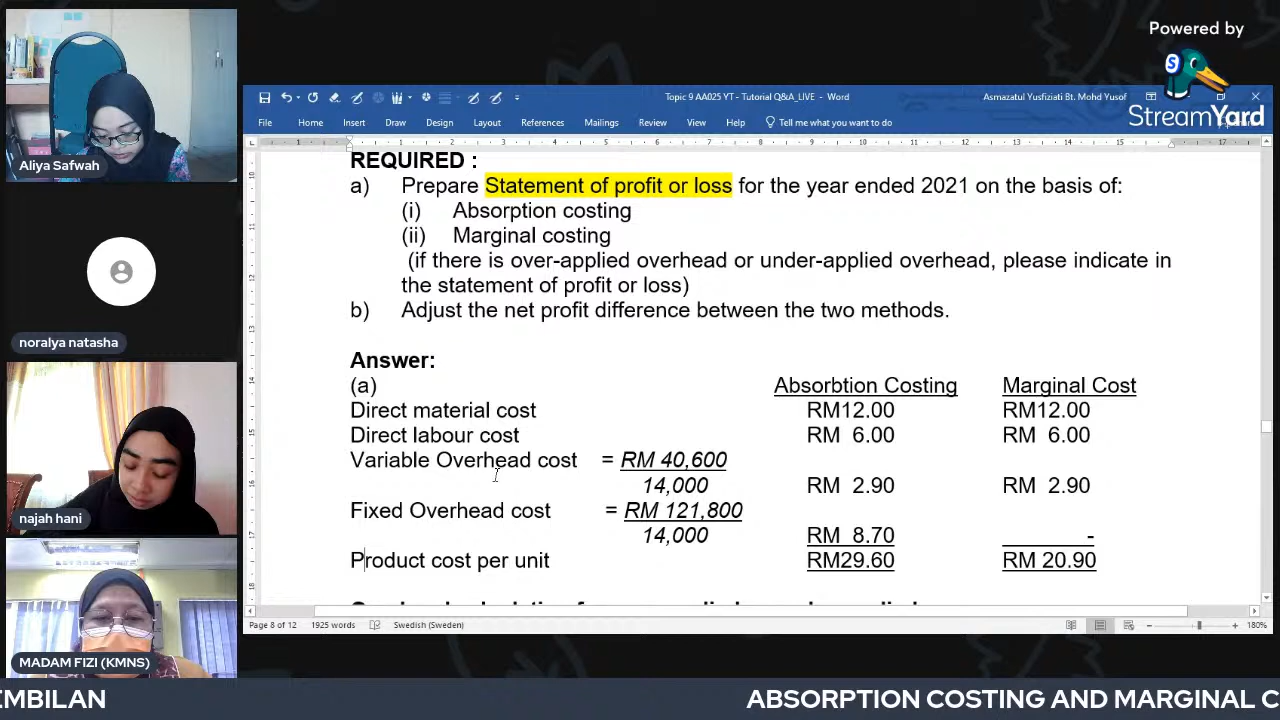 Powered by
StreamYard
Topic 9 AA025 YT - Tutorial Q&A_LIVE - Word
Asmazatul Yusfiziati Bt. Mohd Yusof
File Home Insert Draw Design Layout References Mailings Review View Help Tell me what you want to do
REQUIRED :
a) Prepare Statement of profit or loss for the year ended 2021 on the basis of:
(i) Absorption costing
(ii) Marginal costing
(if there is over-applied overhead or under-applied overhead, please indicate in
the statement of profit or loss)
b) Adjust the net profit difference between the two methods.
Answer:
(a) Absorbtion Costing Marginal Cost
Direct material cost RM12.00 RM12.00
Direct labour cost RM 6.00 RM 6.00
Variable Overhead cost = RM 40,600
14,000 RM 2.90 RM 2.90
Fixed Overhead cost = RM 121,800
14,000 RM 8.70 -
Product cost per unit RM29.60 RM 20.90
Page 8 of 12 1925 words Swedish (Sweden) 180%
Aliya Safwah
noralya natasha
najah hani
MADAM FIZI (KMNS)
EMBILAN ABSORPTION COSTING AND MARGINAL C